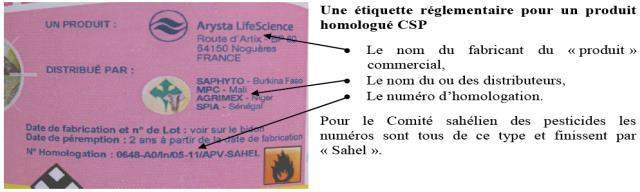 UN PRODUIT :
Arysta LifeScience
Route d'Artix - BP 80
64150 Noguères
FRANCE
DISTRIBUÉ PAR :
SAPHYTO - Burkina Faso
MPC - Mali
AGRIMEX - Niger
SPIA - Sénégal
Date de fabrication et n° de Lot : voir sur le bidon
Date de péremption : 2 ans à partir de la date de fabrication
N° Homologation : 0648-A0/In/05-11/APV-SAHEL
Une étiquette réglementaire pour un produit
homologué CSP
• Le nom du fabricant du « produit »
commercial,
• Le nom du ou des distributeurs,
• Le numéro d'homologation.
Pour le Comité sahélien des pesticides les
numéros sont tous de ce type et finissent par
« Sahel ».